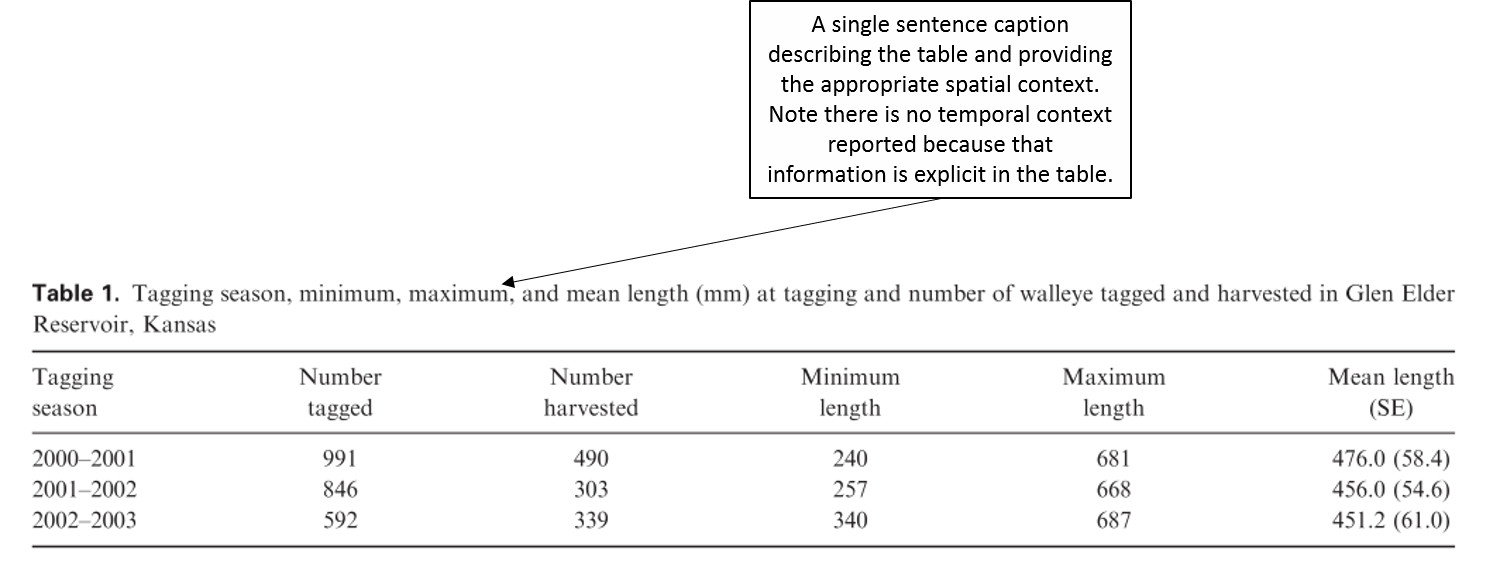 A single sentence caption
describing the table and providing
the appropriate spatial context.
Note there is no temporal context
reported because that
information is explicit in the table.
Table 1. Tagging season, minimum, maximum, and mean length (mm) at tagging and number of walleye tagged and harvested in Glen Elder
Reservoir, Kansas
Tagging Number Number Minimum Maximum Mean length
season tagged harvested length length (SE)
2000–2001 991 490 240 681 476.0 (58.4)
2001–2002 846 303 257 668 456.0 (54.6)
2002–2003 592 339 340 687 451.2 (61.0)